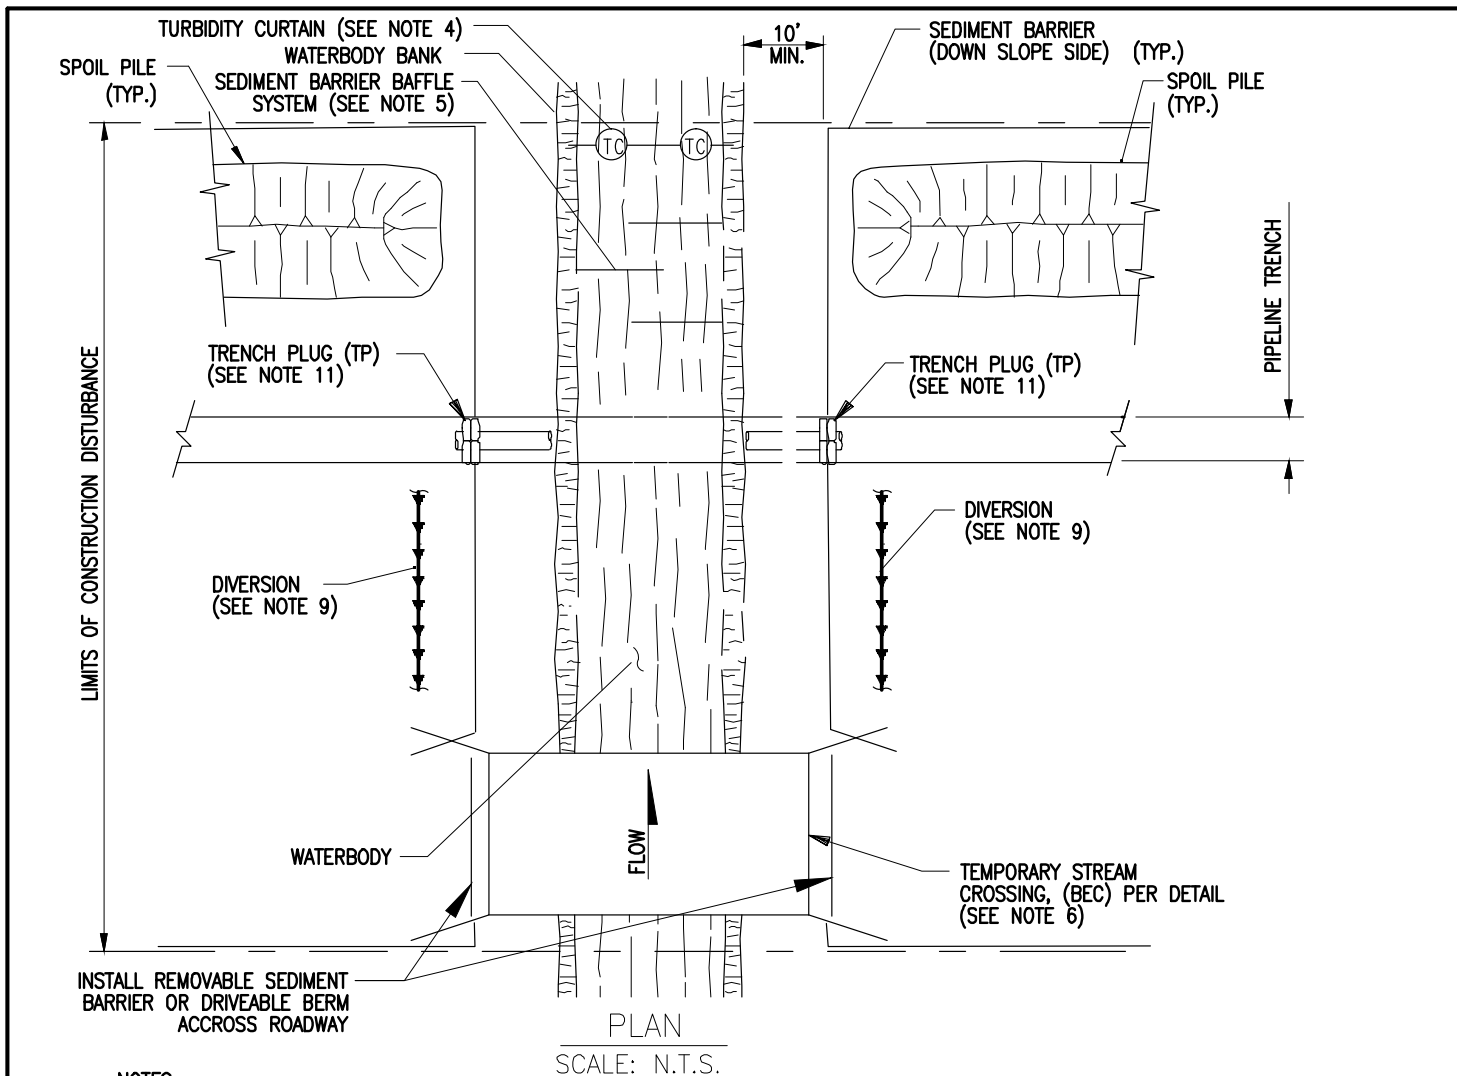 TURBIDITY CURTAIN (SEE NOTE 4)
WATERBODY BANK
SEDIMENT BARRIER BAFFLE
SYSTEM (SEE NOTE 5)
SPOIL PILE
(TYP.)
10'
MIN.
SEDIMENT BARRIER
(DOWN SLOPE SIDE) (TYP.)
SPOIL PILE
(TYP.)
TC
TC
PIPELINE TRENCH
LIMITS OF CONSTRUCTION DISTURBANCE
TRENCH PLUG (TP)
(SEE NOTE 11)
TRENCH PLUG (TP)
(SEE NOTE 11)
DIVERSION
(SEE NOTE 9)
DIVERSION
(SEE NOTE 9)
WATERBODY
FLOW
TEMPORARY STREAM
CROSSING, (BEC) PER DETAIL
(SEE NOTE 6)
INSTALL REMOVABLE SEDIMENT
BARRIER OR DRIVEABLE BERM
ACCROSS ROADWAY
PLAN
SCALE: N.T.S.
NOTES